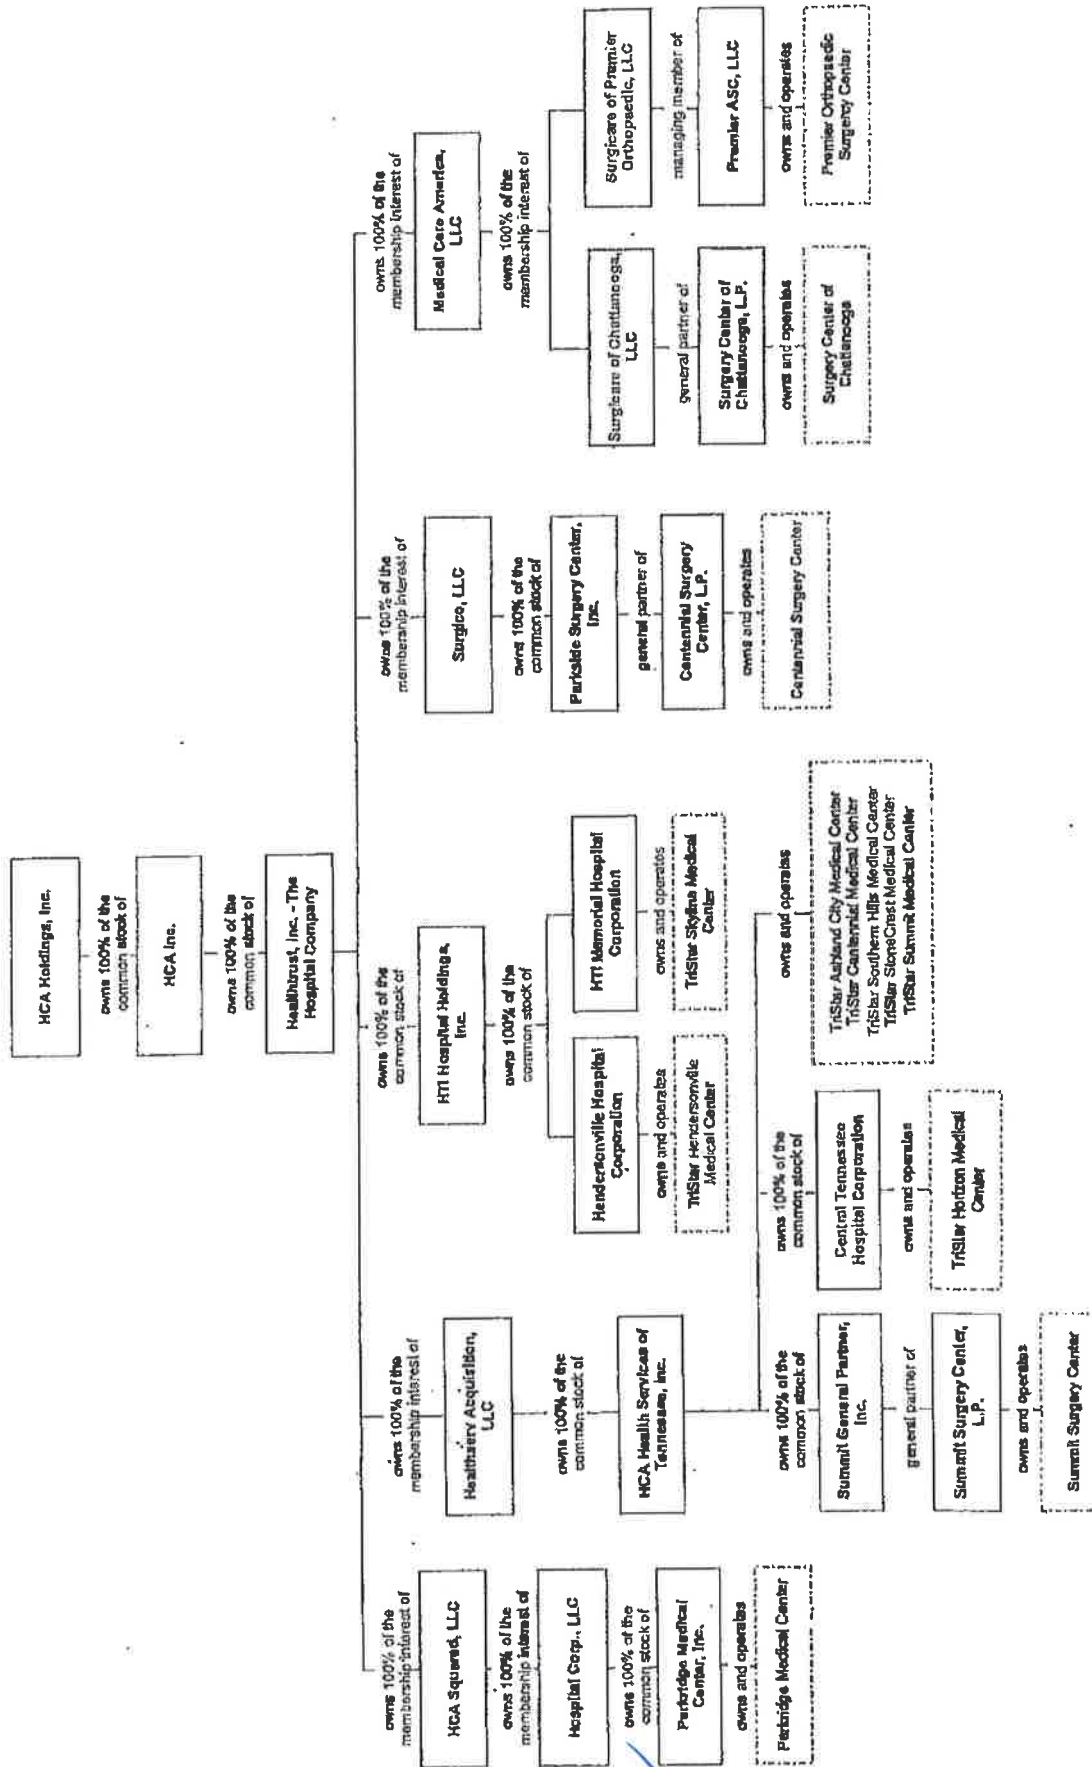 HCA Holdings, Inc.
owns 100% of the
common stock of
HCA Inc.
owns 100% of the
common stock of
Healthtrust, Inc. - The
Hospital Company
owns 100% of the
membership interest of
HCA Squared, LLC
owns 100% of the
membership interest of
Hospital Corp., LLC
owns 100% of the
common stock of
Parkridge Medical
Center, Inc.
owns and operates
Parkridge Medical Center
owns 100% of the
membership interest of
Healthserv Acquisition,
LLC
owns 100% of the
common stock of
HCA Health Services of
Tennessee, Inc.
owns 100% of the
common stock of
Summit General Partner,
Inc.
general partner of
Summit Surgery Center,
L.P.
owns and operates
Summit Surgery Center
owns 100% of the
common stock of
Central Tennessee
Hospital Corporation
owns and operates
TriStar Horizon Medical
Center
owns and operates
TriStar Ashland City Medical Center
TriStar Centennial Medical Center
TriStar Southern Hills Medical Center
TriStar StoneCrest Medical Center
TriStar Summit Medical Center
owns 100% of the
common stock of
HTI Hospital Holdings,
Inc.
owns 100% of the
common stock of
Hendersonville Hospital
Corporation
owns and operates
TriStar Hendersonville
Medical Center
HTI Memorial Hospital
Corporation
owns and operates
TriStar Skyline Medical
Center
owns 100% of the
membership interest of
Surgico, LLC
owns 100% of the
common stock of
Parkside Surgery Center,
Inc.
general partner of
Centennial Surgery
Center, L.P.
owns and operates
Centennial Surgery Center
owns 100% of the
membership interest of
Medical Care America,
LLC
owns 100% of the
membership interest of
Surgicare of Chattanooga,
LLC
general partner of
Surgery Center of
Chattanooga, L.P.
owns and operates
Surgery Center of
Chattanooga
Surgicare of Premier
Orthopaedic, LLC
managing member of
Premier ASC, LLC
owns and operates
Premier Orthopaedic
Surgery Center